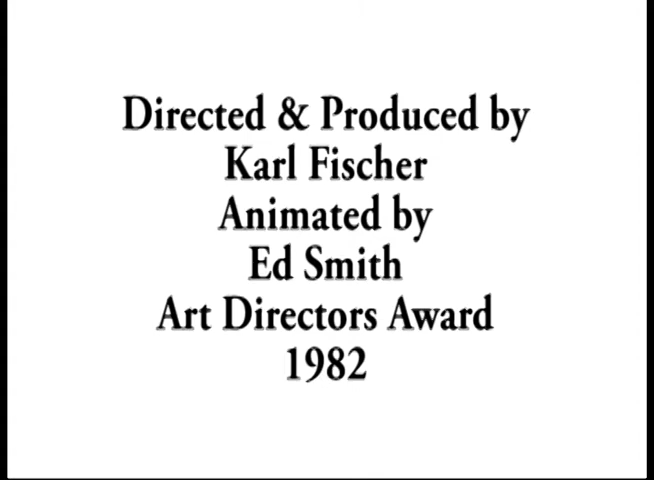 Directed & Produced by
Karl Fischer
Animated by
Ed Smith
Art Directors Award
1982